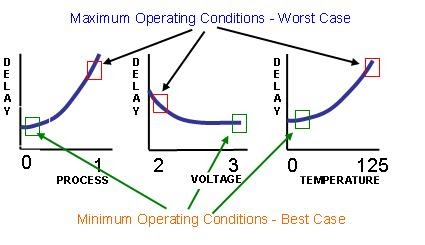 Maximum Operating Conditions - Worst Case
DELAY
DELAY
DELAY
0 1
2 3
0 125
PROCESS
VOLTAGE
TEMPERATURE
Minimum Operating Conditions - Best Case